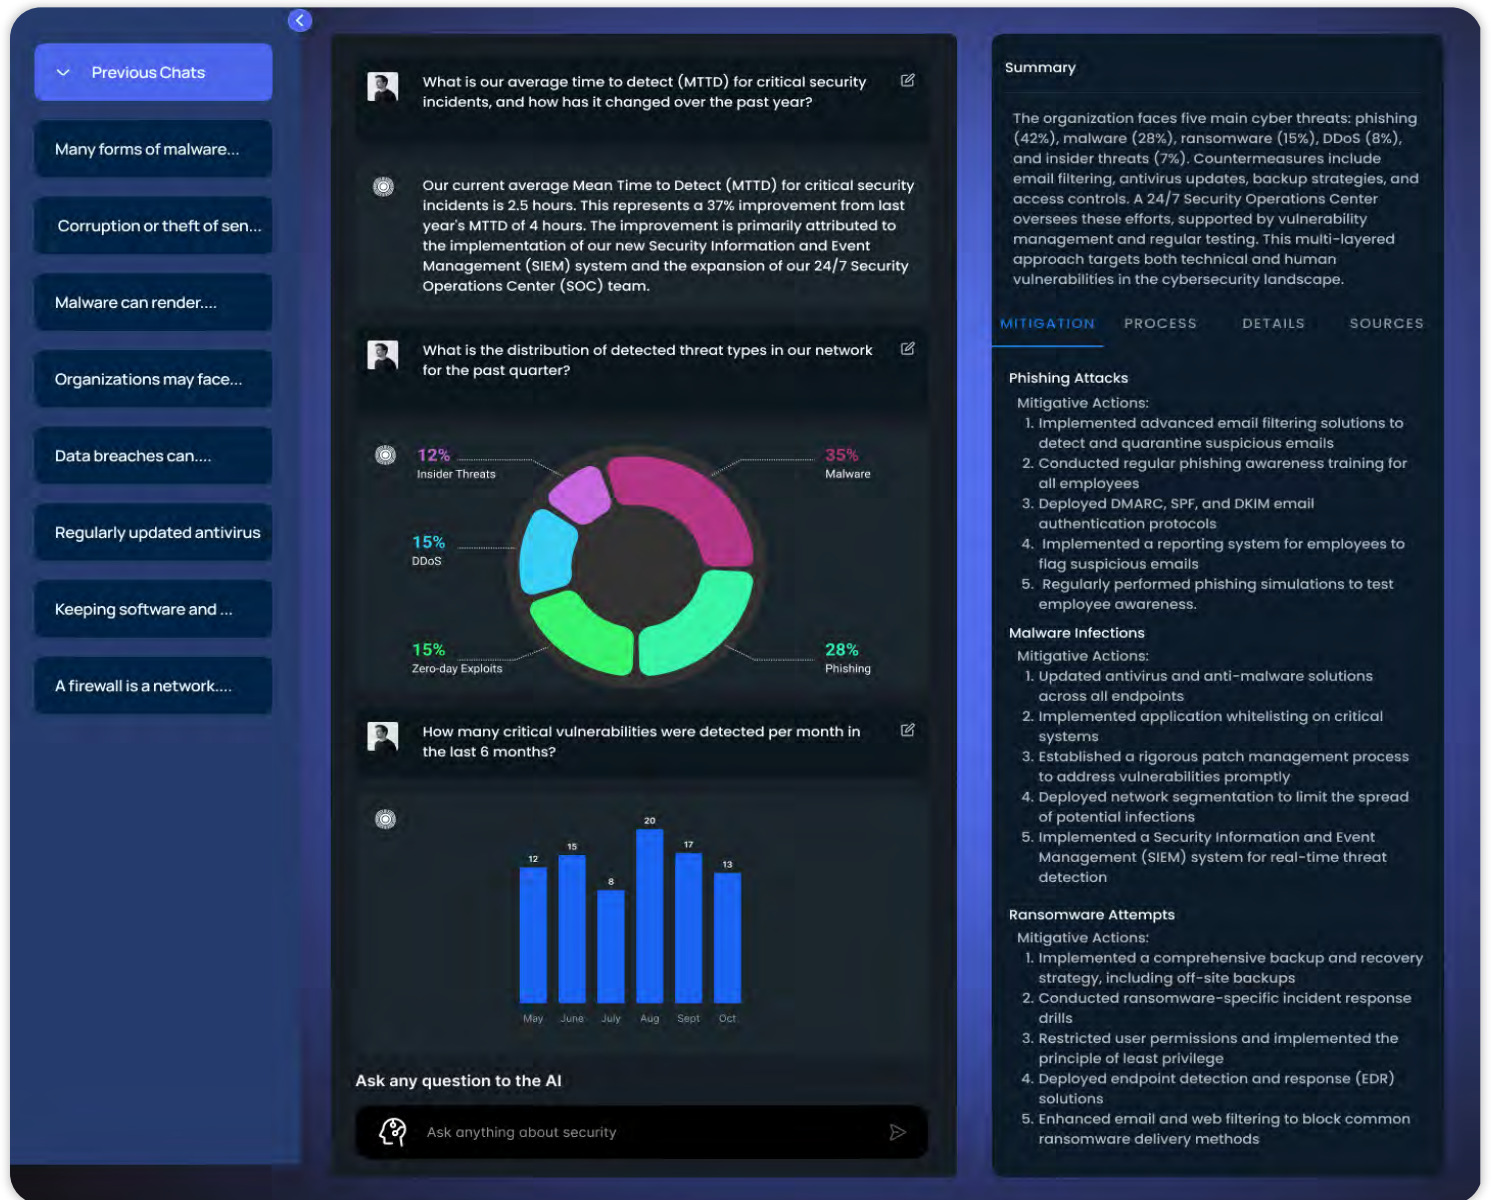 Previous Chats
Many forms of malware...
Corruption or theft of sen...
Malware can render....
Organizations may face...
Data breaches can....
Regularly updated antivirus
Keeping software and ...
A firewall is a network....
What is our average time to detect (MTTD) for critical security
incidents, and how has it changed over the past year?
Our current average Mean Time to Detect (MTTD) for critical security
incidents is 2.5 hours. This represents a 37% improvement from last
year's MTTD of 4 hours. The improvement is primarily attributed to
the implementation of our new Security Information and Event
Management (SIEM) system and the expansion of our 24/7 Security
Operations Center (SOC) team.
What is the distribution of detected threat types in our network
for the past quarter?
12%
Insider Threats
35%
Malware
15%
DDoS
15%
Zero-day Exploits
28%
Phishing
How many critical vulnerabilities were detected per month in
the last 6 months?
12
15
8
20
17
13
May June July Aug Sept Oct
Ask any question to the AI
Ask anything about security
Summary
The organization faces five main cyber threats: phishing
(42%), malware (28%), ransomware (15%), DDoS (8%),
and insider threats (7%). Countermeasures include
email filtering, antivirus updates, backup strategies, and
access controls. A 24/7 Security Operations Center
oversees these efforts, supported by vulnerability
management and regular testing. This multi-layered
approach targets both technical and human
vulnerabilities in the cybersecurity landscape.
MITIGATION PROCESS DETAILS SOURCES
Phishing Attacks
Mitigative Actions:
1. Implemented advanced email filtering solutions to
detect and quarantine suspicious emails
2. Conducted regular phishing awareness training for
all employees
3. Deployed DMARC, SPF, and DKIM email
authentication protocols
4. Implemented a reporting system for employees to
flag suspicious emails
5. Regularly performed phishing simulations to test
employee awareness.
Malware Infections
Mitigative Actions:
1. Updated antivirus and anti-malware solutions
across all endpoints
2. Implemented application whitelisting on critical
systems
3. Established a rigorous patch management process
to address vulnerabilities promptly
4. Deployed network segmentation to limit the spread
of potential infections
5. Implemented a Security Information and Event
Management (SIEM) system for real-time threat
detection
Ransomware Attempts
Mitigative Actions:
1. Implemented a comprehensive backup and recovery
strategy, including off-site backups
2. Conducted ransomware-specific incident response
drills
3. Restricted user permissions and implemented the
principle of least privilege
4. Deployed endpoint detection and response (EDR)
solutions
5. Enhanced email and web filtering to block common
ransomware delivery methods